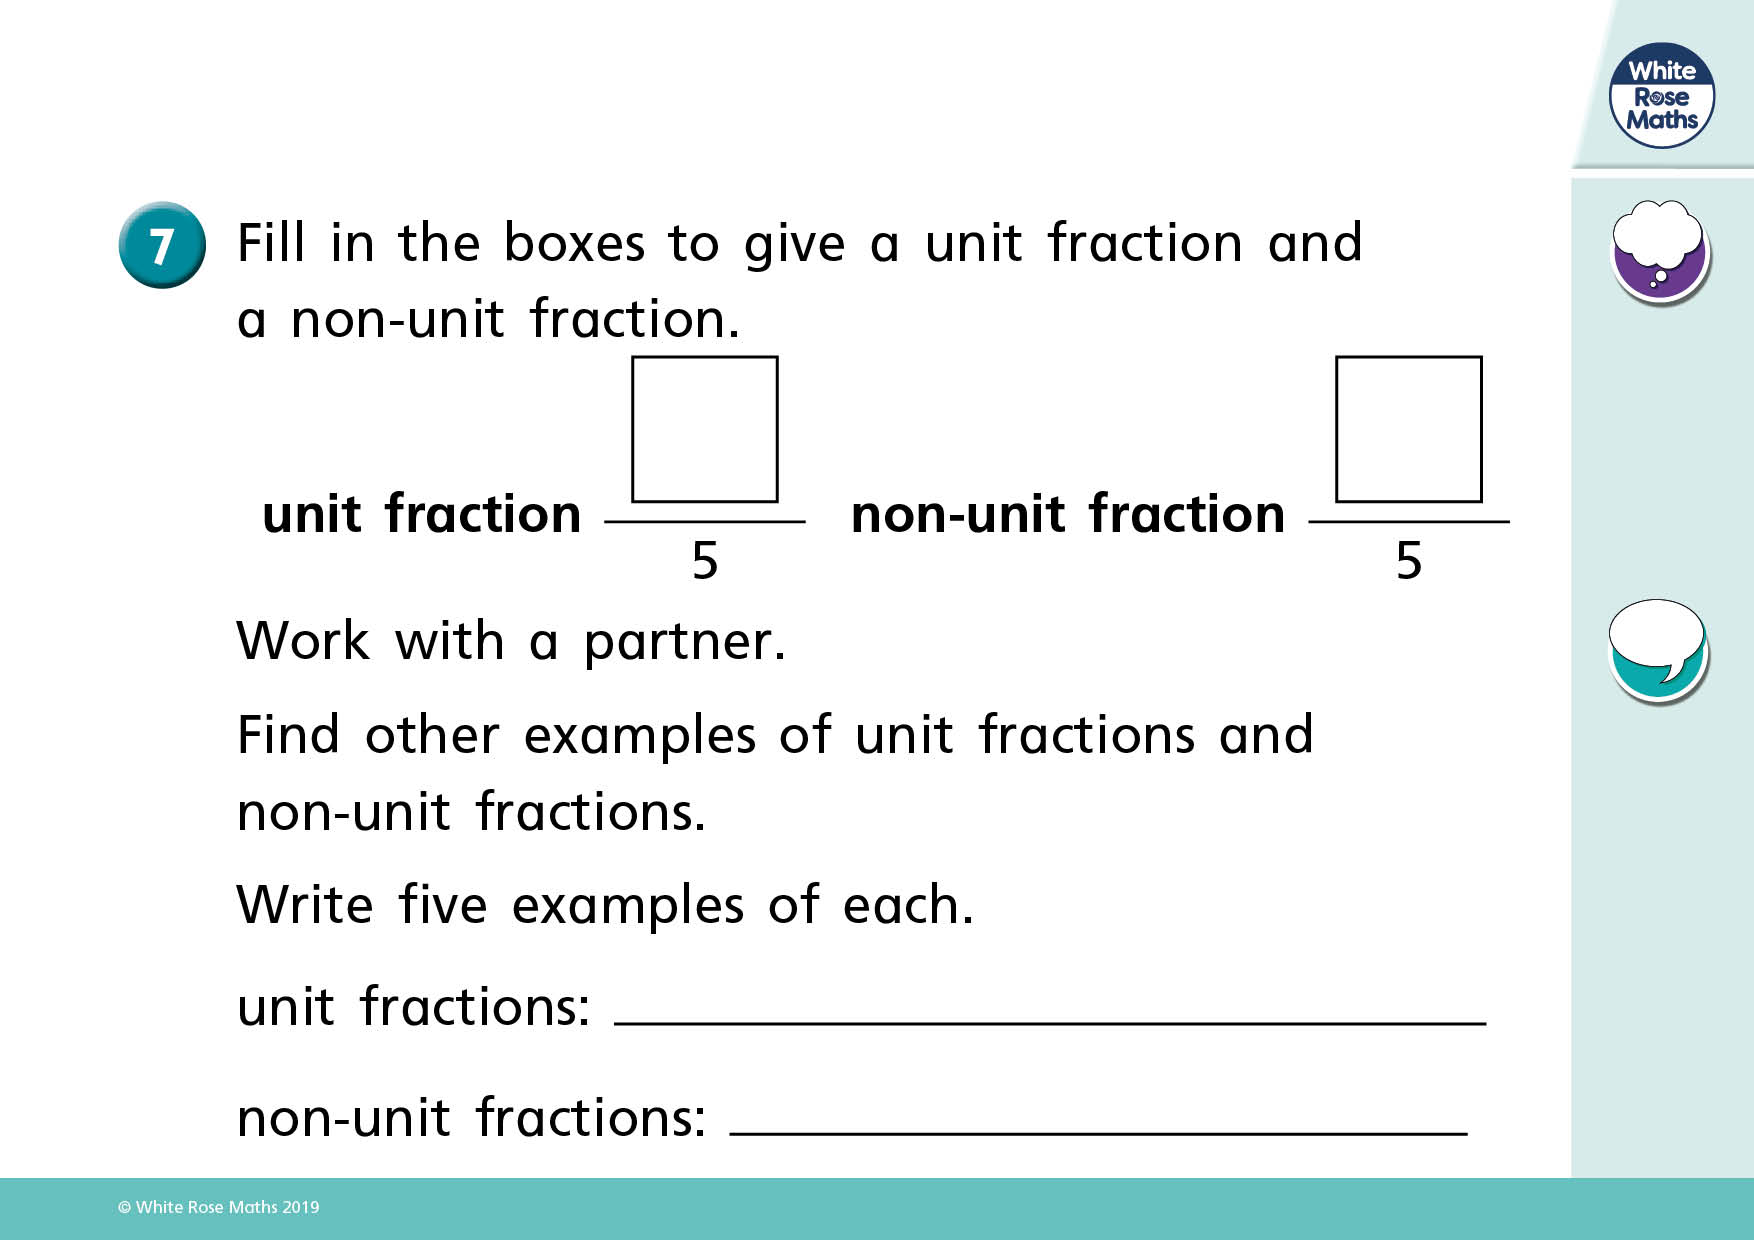 White
Rose
Maths
7 Fill in the boxes to give a unit fraction and
a non-unit fraction.
unit fraction
5
non-unit fraction
5
Work with a partner.
Find other examples of unit fractions and
non-unit fractions.
Write five examples of each.
unit fractions:
non-unit fractions:
© White Rose Maths 2019